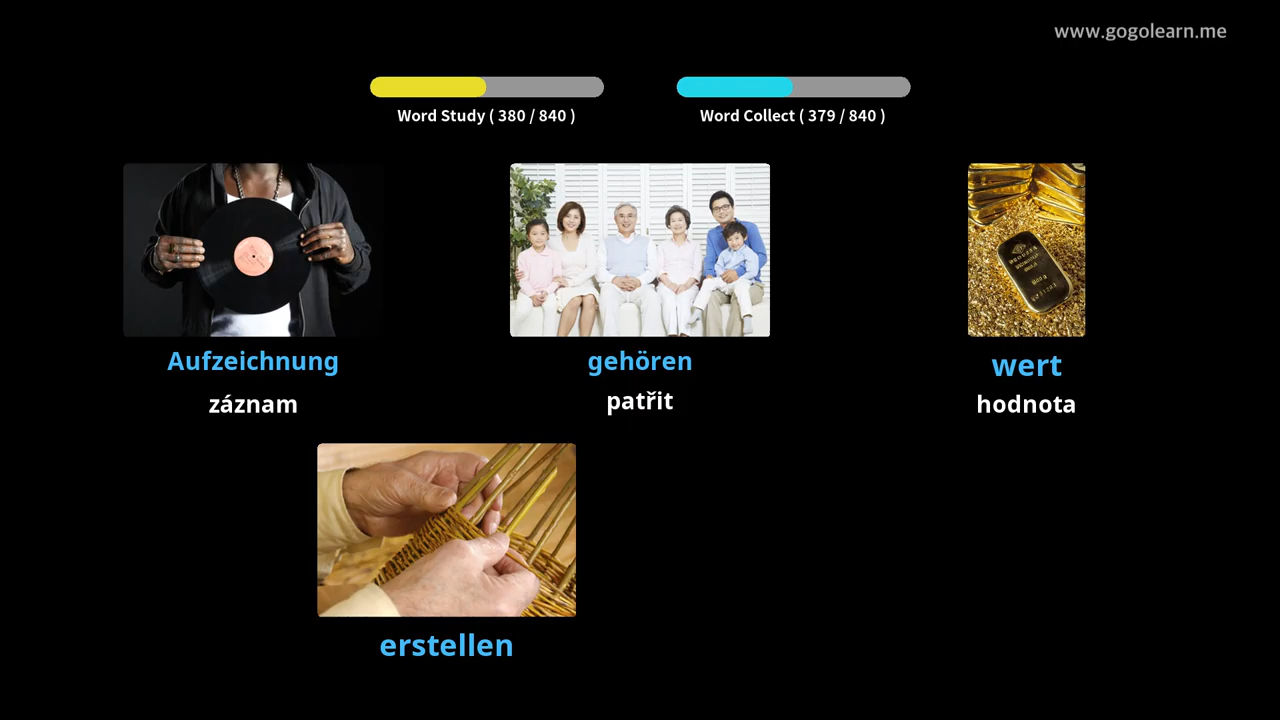 www.gogolearn.me
Word Study ( 380 / 840 )
Word Collect ( 379 / 840 )
Aufzeichnung
záznam
gehören
patřit
wert
hodnota
erstellen